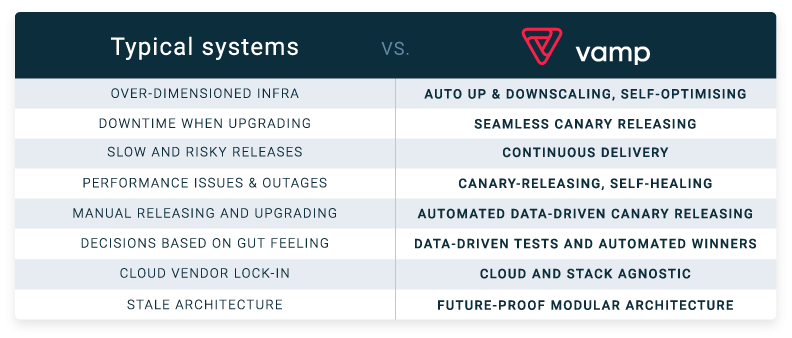 Typical systems VS. vamp
OVER-DIMENSIONED INFRA AUTO UP & DOWNSCALING, SELF-OPTIMISING
DOWNTIME WHEN UPGRADING SEAMLESS CANARY RELEASING
SLOW AND RISKY RELEASES CONTINUOUS DELIVERY
PERFORMANCE ISSUES & OUTAGES CANARY-RELEASING, SELF-HEALING
MANUAL RELEASING AND UPGRADING AUTOMATED DATA-DRIVEN CANARY RELEASING
DECISIONS BASED ON GUT FEELING DATA-DRIVEN TESTS AND AUTOMATED WINNERS
CLOUD VENDOR LOCK-IN CLOUD AND STACK AGNOSTIC
STALE ARCHITECTURE FUTURE-PROOF MODULAR ARCHITECTURE